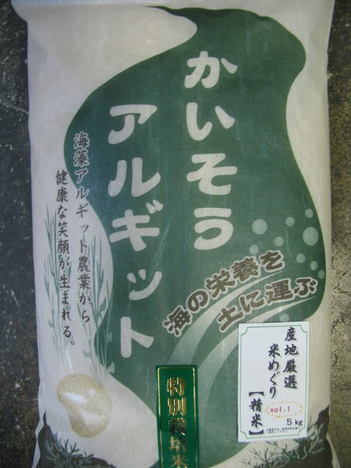 かいそう
アルギット
海藻アルギット農業から
健康な笑顔が生まれる。
海の栄養を
土に運ぶ
産地厳選
米めぐり
vol.1
【精米】
5kg
特別栽培米